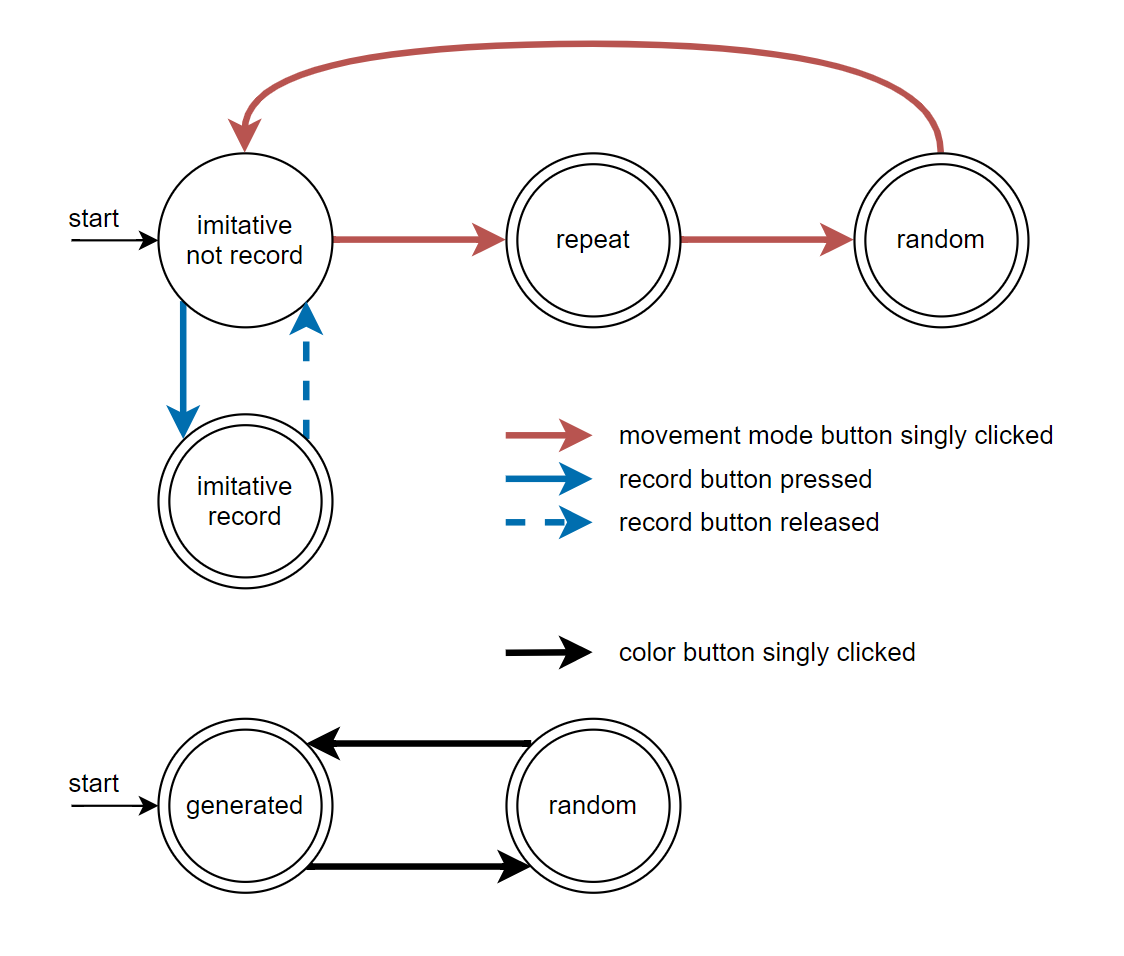 start
imitative
not record
repeat
random
imitative
record
movement mode button singly clicked
record button pressed
record button released
color button singly clicked
start
generated
random